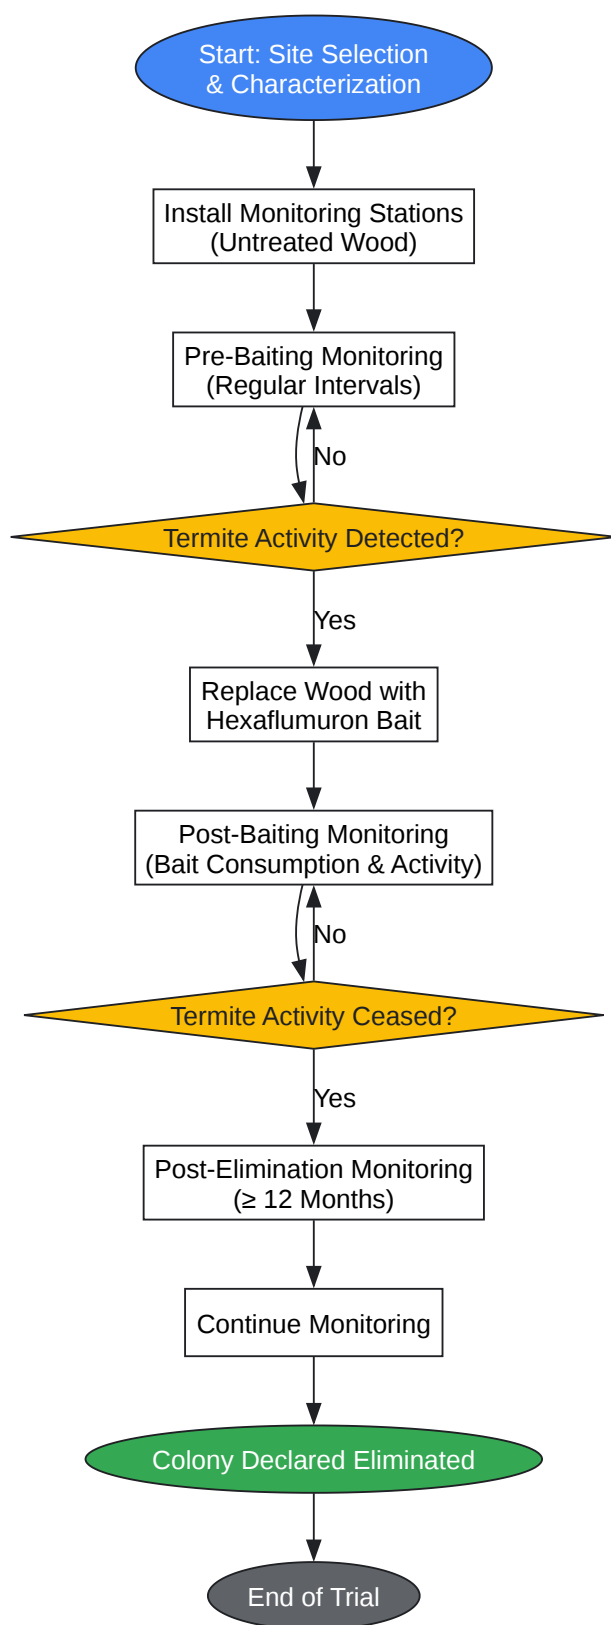 Start: Site Selection
& Characterization
Install Monitoring Stations
(Untreated Wood)
Pre-Baiting Monitoring
(Regular Intervals)
No
Termite Activity Detected?
Yes
Replace Wood with
Hexaflumuron Bait
Post-Baiting Monitoring
(Bait Consumption & Activity)
No
Termite Activity Ceased?
Yes
Post-Elimination Monitoring
(≥ 12 Months)
Continue Monitoring
Colony Declared Eliminated
End of Trial